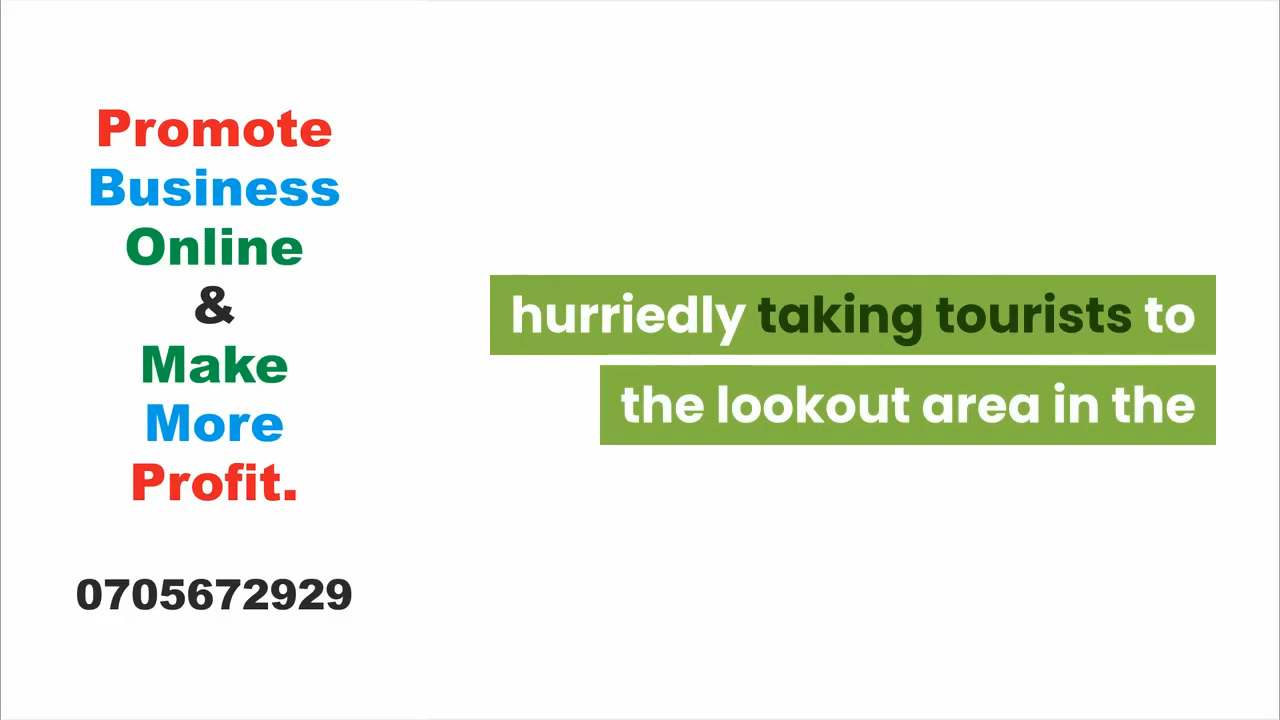 Promote
Business
Online
&
Make
More
Profit.
0705672929
hurriedly taking tourists to
the lookout area in the